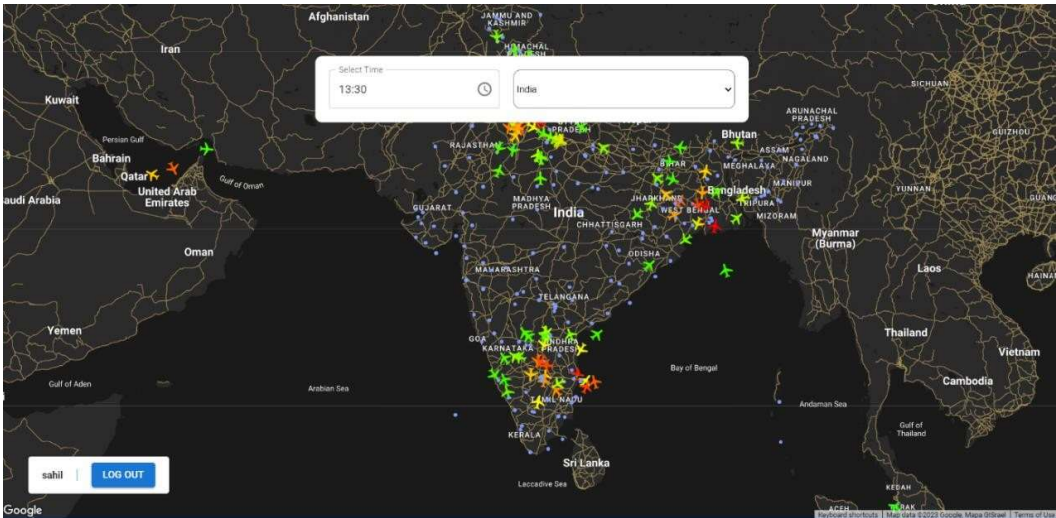 Afghanistan
JAMMU AND
KASHMIR
HIMACHAL
Iran
Select Time
13:30
India
SICHUAN
Kuwait
ARUNACHAL
PRADESH
GUIZHOU
Persian Gulf
RAJASTHAN
PRADESH
Bhutan
ASSAM
NAGALAND
Bahrain
Qatar
BIHAR
MEGHALAYA
Gulf of Oman
United Arab
Emirates
MANIPUR
YUNNAN
audi Arabia
GUJARAT
MADHYA
PRADESH
JHARKHAND
Bangladesh
TRIPURA
India
WEST BENGAL
MIZORAM
CHHATTISGARH
Myanmar
(Burma)
Oman
ODISHA
Laos
MAHARASHTRA
HAINAN
TELANGANA
Yemen
GOA
KARNATAKA
ANDHRA
PRADESH
Thailand
Vietnam
Bay of Bengal
Gulf of Aden
Arabian Sea
Cambodia
TAMIL NADU
Andaman Sea
KERALA
Gulf of
Thailand
Sri Lanka
sahil
LOG OUT
Laccadive Sea
KEDAH
Google
ACEH
Keyboard shortcuts
Map data ©2023 Google, Mapa GISrael
Terms of Use